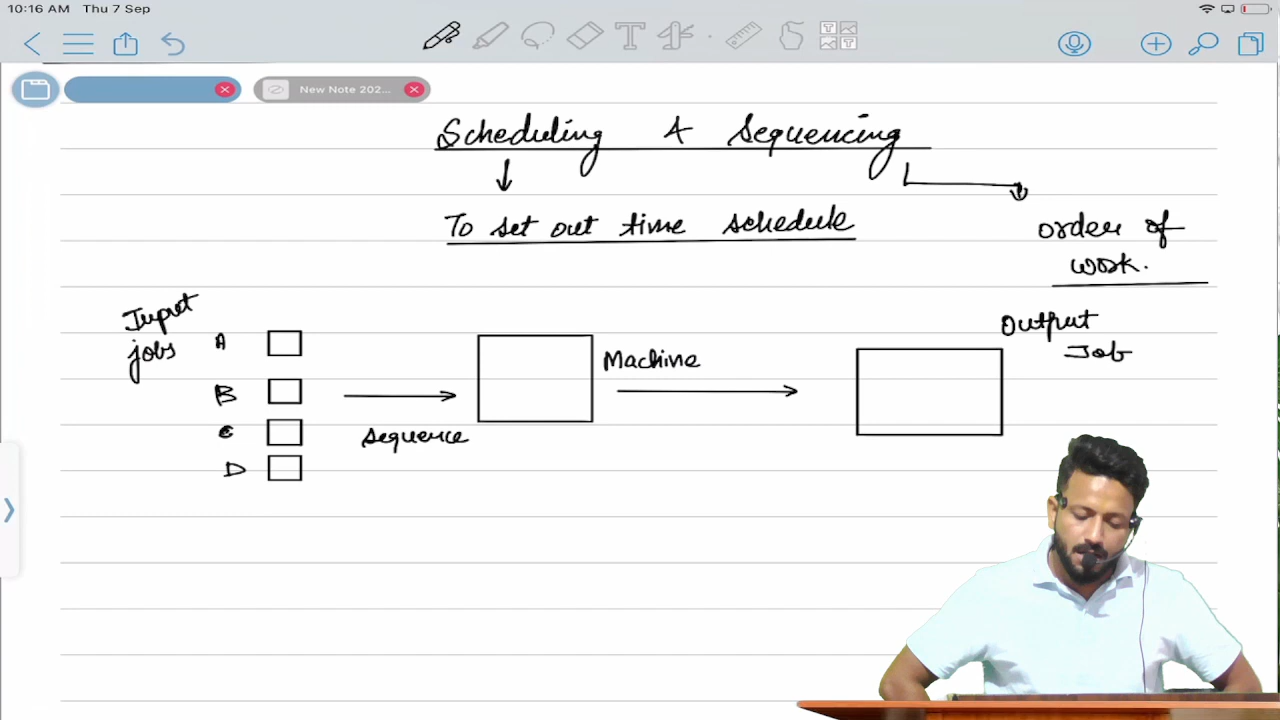 10:16 AM Thu 7 Sep
New Note 202...
Scheduling & Sequencing
To set out time schedule
order of
work.
Input
jobs
A
B
C
D
Sequence
Machine
Output
Job